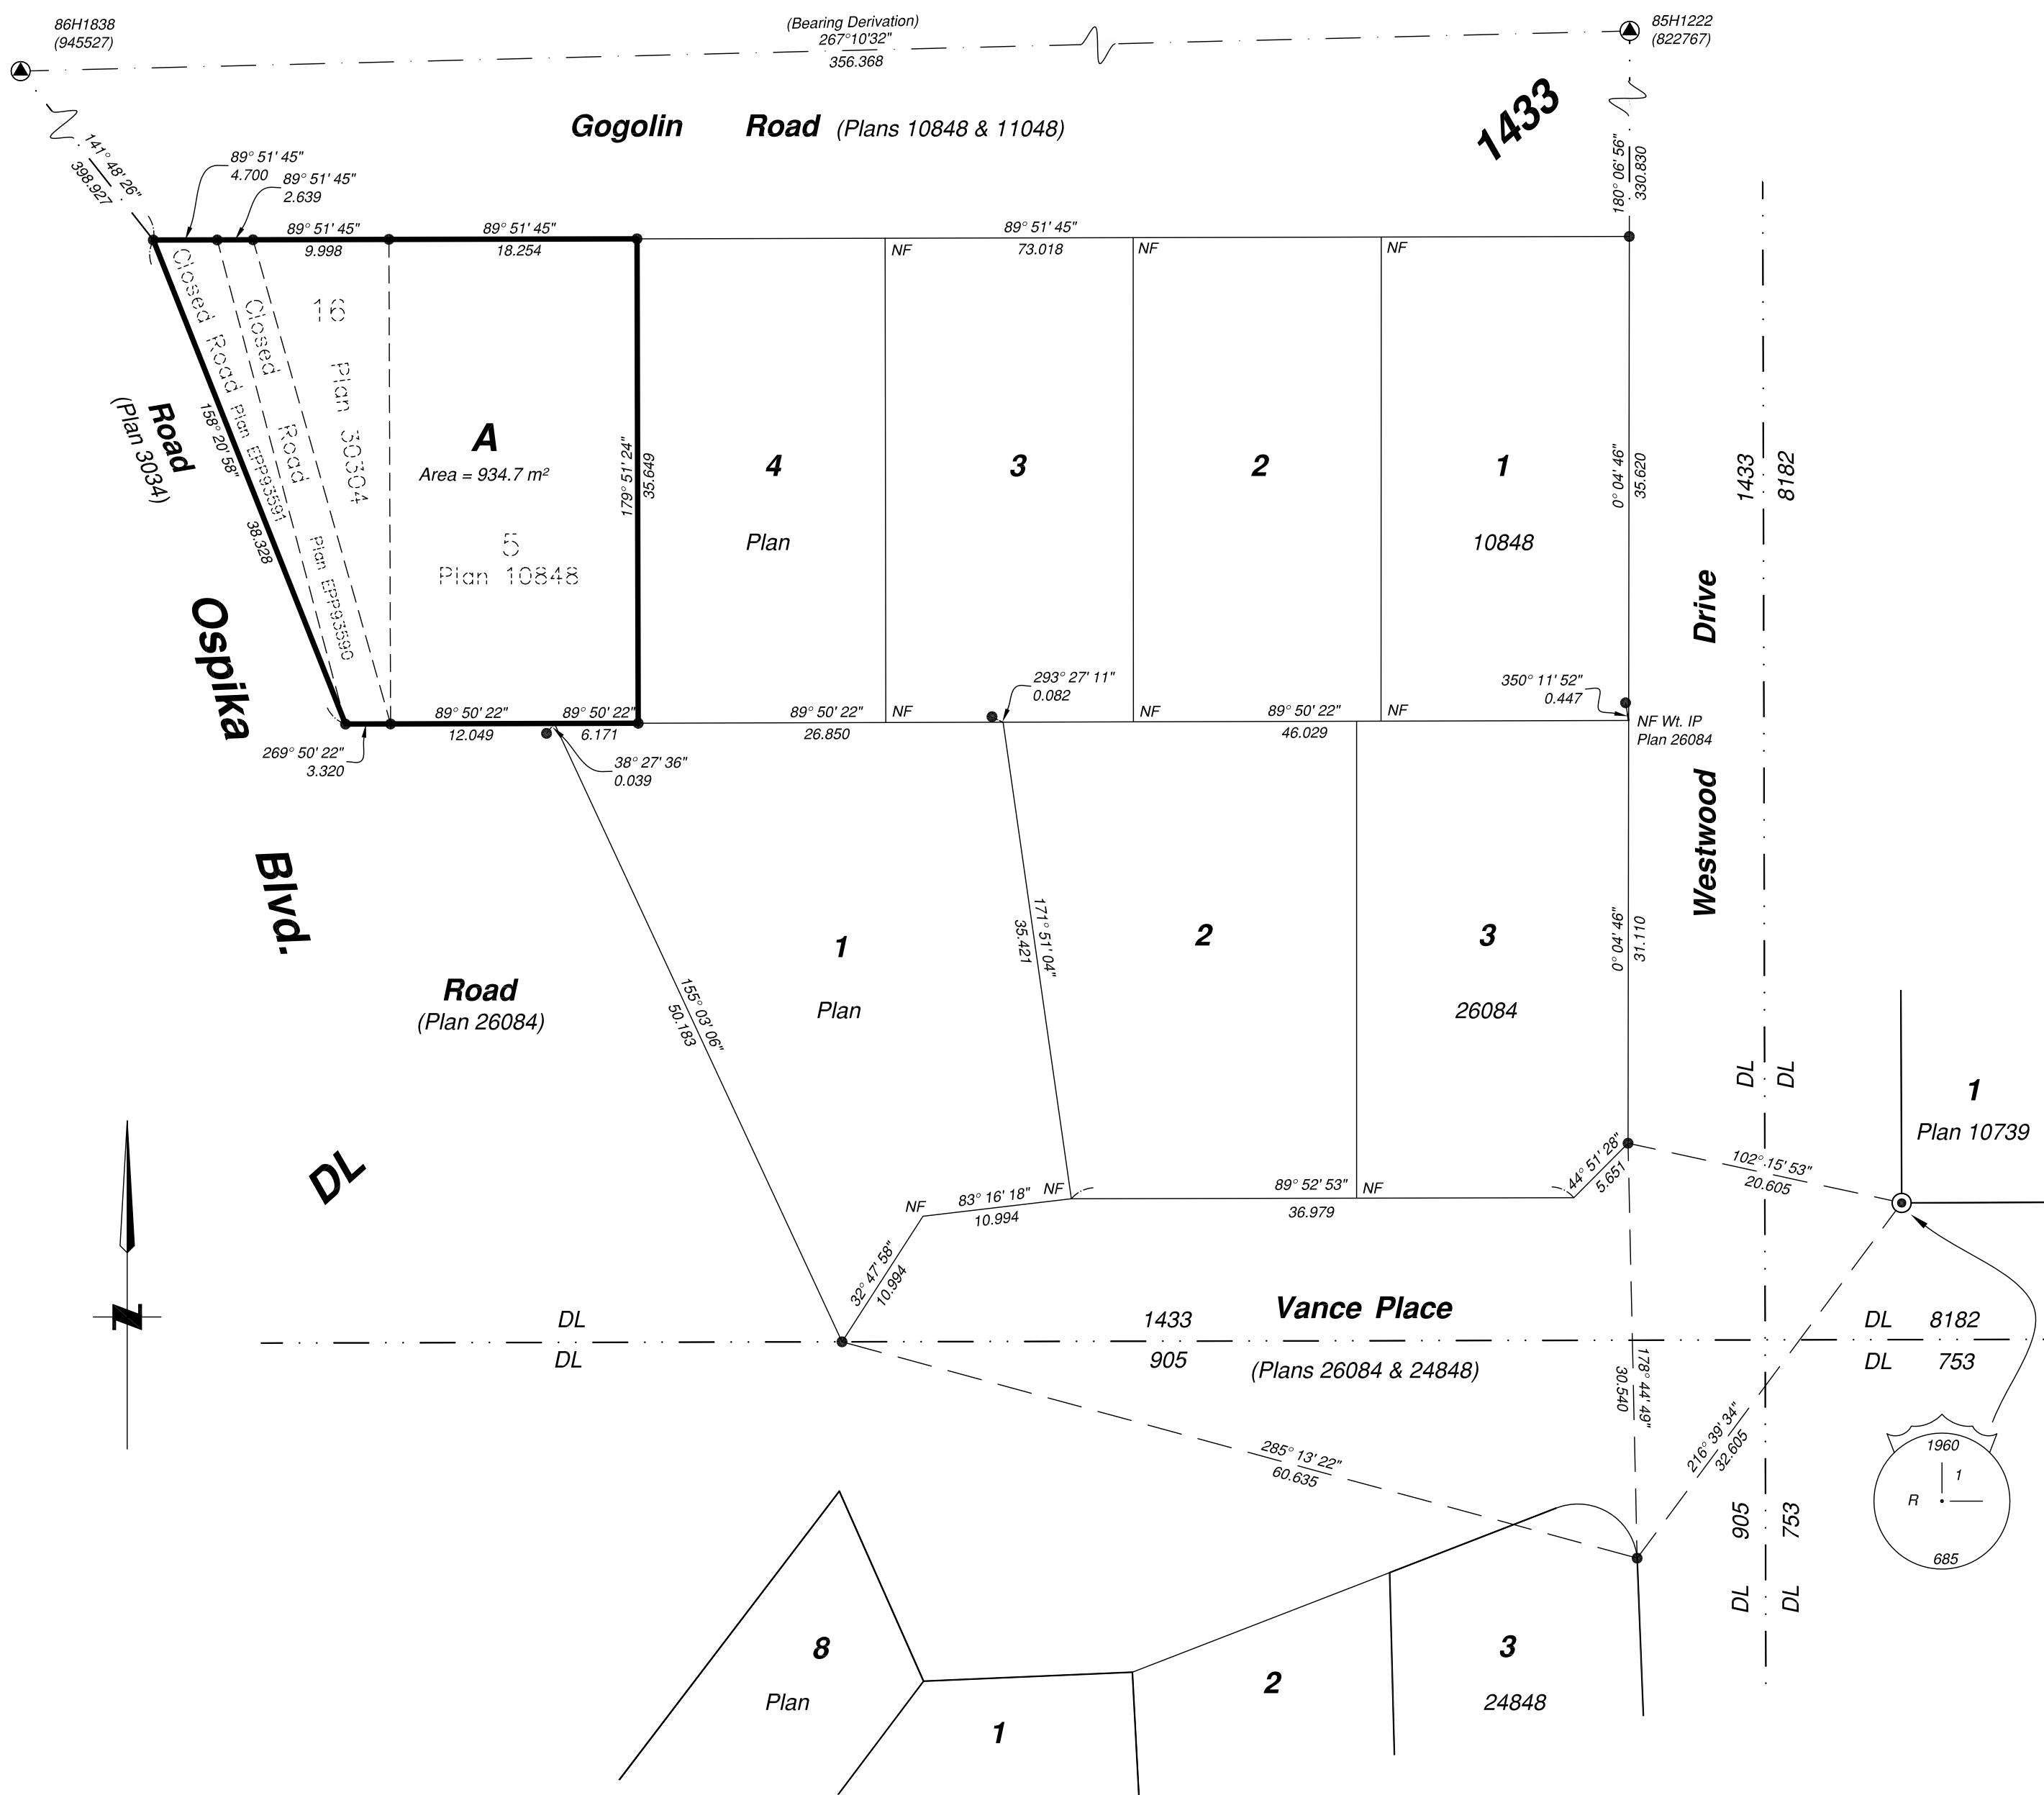 86H1838
(945527)
(Bearing Derivation)
267°10'32"
356.368
85H1222
(822767)
Gogolin Road (Plans 10848 & 11048)
1433
141° 48' 26"
398.927
180° 06' 56"
330.830
89° 51' 45"
4.700
89° 51' 45"
2.639
89° 51' 45"
9.998
89° 51' 45"
18.254
89° 51' 45"
73.018
NF
NF
NF
Closed Road Plan EPP93591
Closed Road Plan EPP93590
16 Plan 30304
Road
(Plan 3034)
158° 20' 58"
38.328
A
Area = 934.7 m²
5
Plan 10848
179° 51' 24"
35.649
4
3
2
1
Plan
10848
0° 04' 46"
35.620
1433
8182
Ospika Blvd.
Westwood Drive
293° 27' 11"
0.082
350° 11' 52"
0.447
NF Wt. IP
Plan 26084
89° 50' 22"
12.049
89° 50' 22"
6.171
89° 50' 22"
26.850
NF
NF
89° 50' 22"
46.029
NF
269° 50' 22"
3.320
38° 27' 36"
0.039
155° 03' 06"
50.183
171° 51' 04"
35.421
1
2
3
Plan
26084
0° 04' 46"
31.110
Road
(Plan 26084)
DL
DL
DL
1
Plan 10739
102° 15' 53"
20.605
44° 51' 28"
5.651
NF
83° 16' 18"
10.994
NF
89° 52' 53"
36.979
NF
32° 47' 58"
10.994
N
Vance Place
(Plans 26084 & 24848)
DL
1433
DL
8182
DL
905
DL
753
178° 44' 49"
30.540
216° 39' 34"
32.605
285° 13' 22"
60.635
1960
1
R
685
905
753
DL
DL
8
Plan
1
2
3
24848